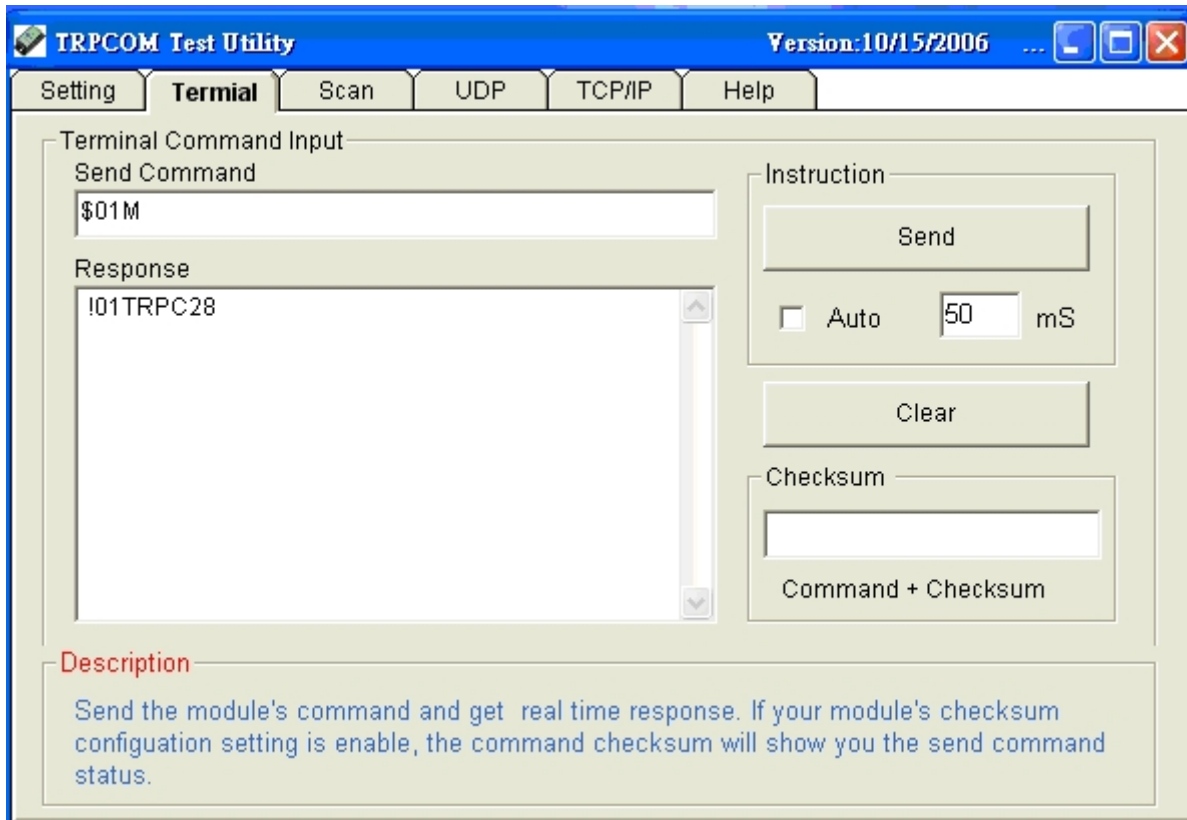 TRPCOM Test Utility Version:10/15/2006 ...
Setting Termial Scan UDP TCP/IP Help
Terminal Command Input
Send Command
$01M
Response
!01TRPC28
Instruction
Send
Auto 50 mS
Clear
Checksum
Command + Checksum
Description
Send the module's command and get real time response. If your module's checksum
configuation setting is enable, the command checksum will show you the send command
status.